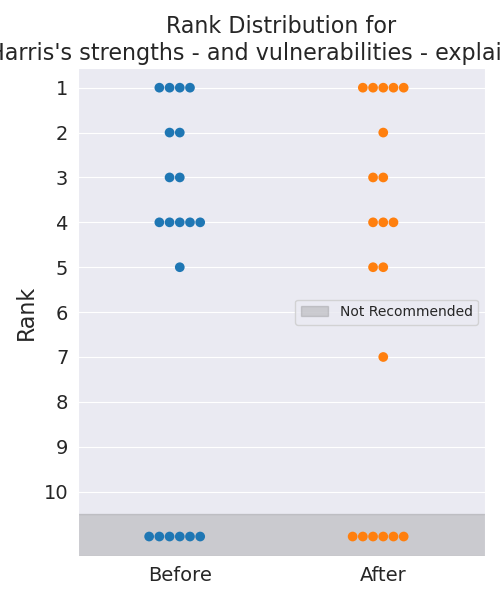 Rank Distribution for
Harris's strengths - and vulnerabilities - explai
1
2
3
4
5
6
7
8
9
10
Rank
Not Recommended
Before
After